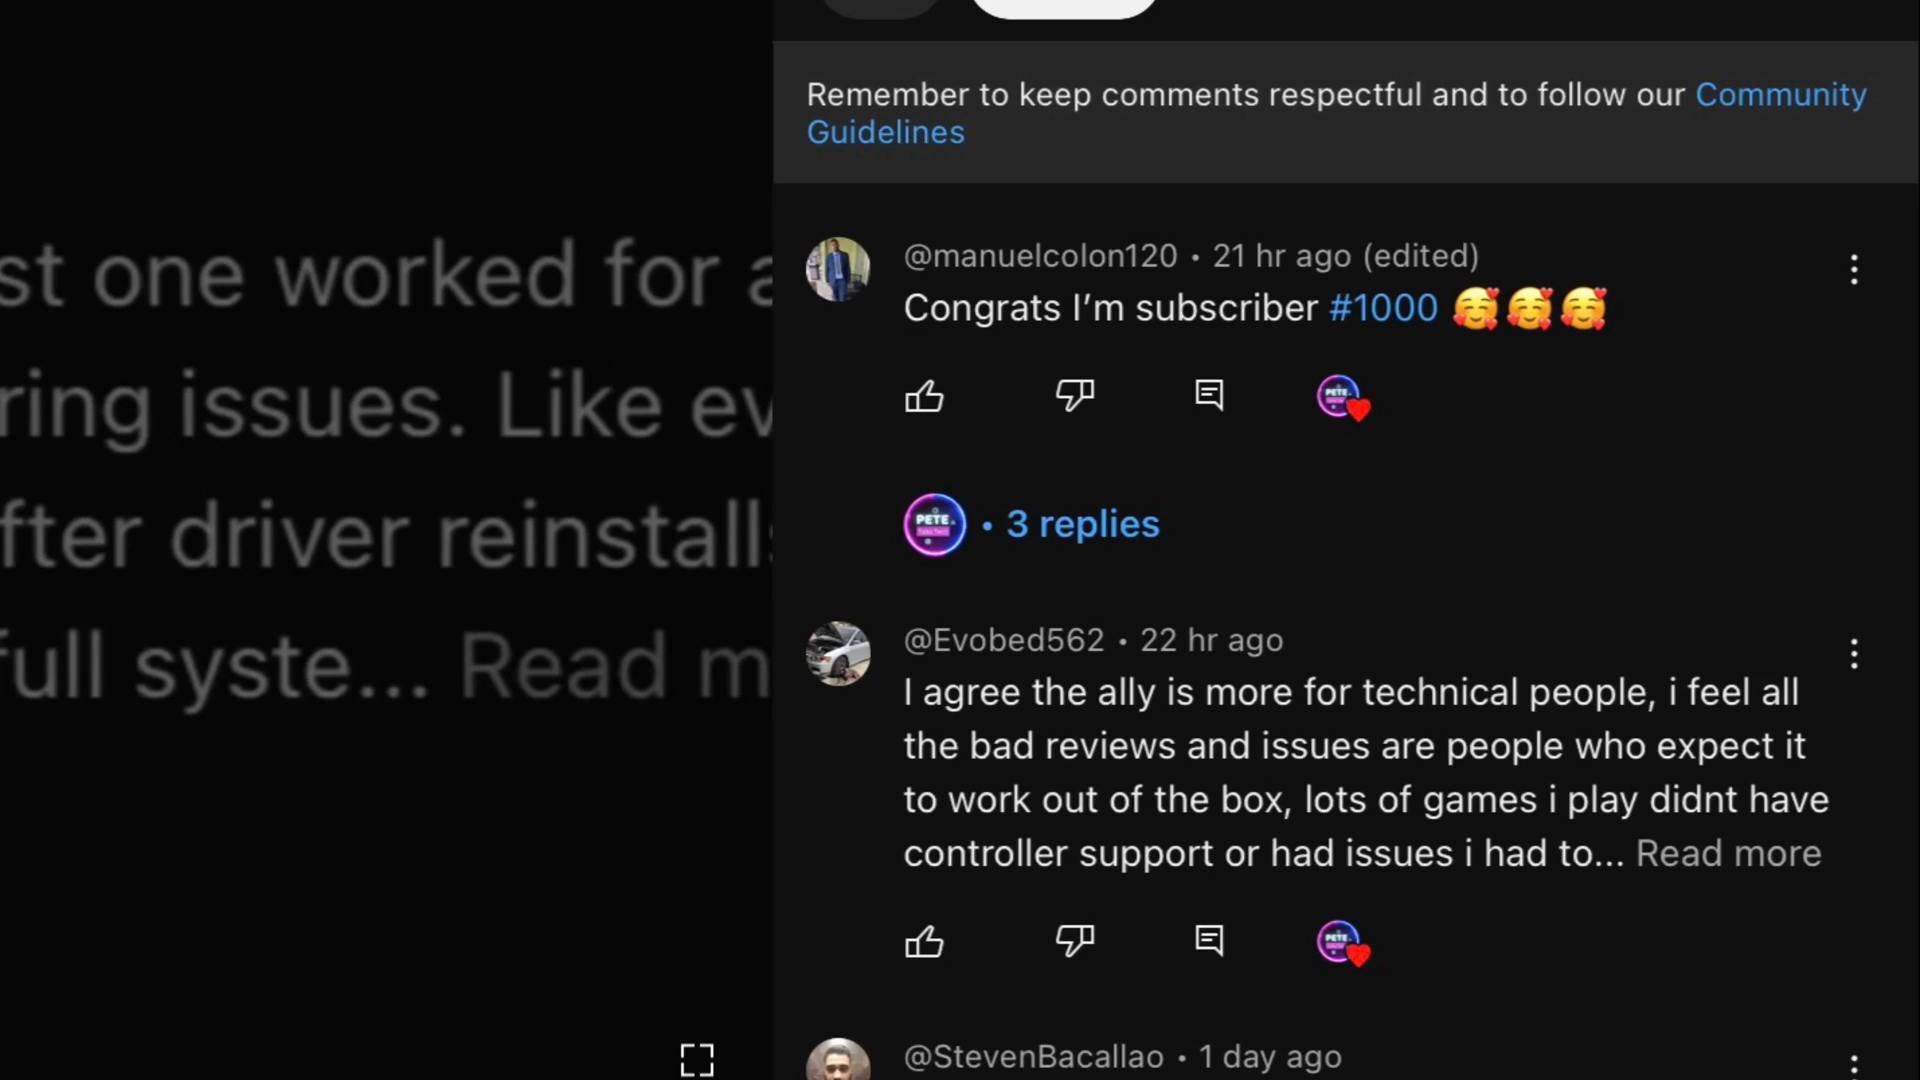 st one worked for
ring issues. Like ev
fter driver reinstalls
full syste... Read m
Remember to keep comments respectful and to follow our Community
Guidelines
@manuelcolon120 • 21 hr ago (edited)
Congrats I'm subscriber #1000 🥰🥰🥰
PETE
PETE
• 3 replies
@Evobed562 • 22 hr ago
I agree the ally is more for technical people, i feel all
the bad reviews and issues are people who expect it
to work out of the box, lots of games i play didnt have
controller support or had issues i had to... Read more
PETE
@StevenBacallao • 1 day ago